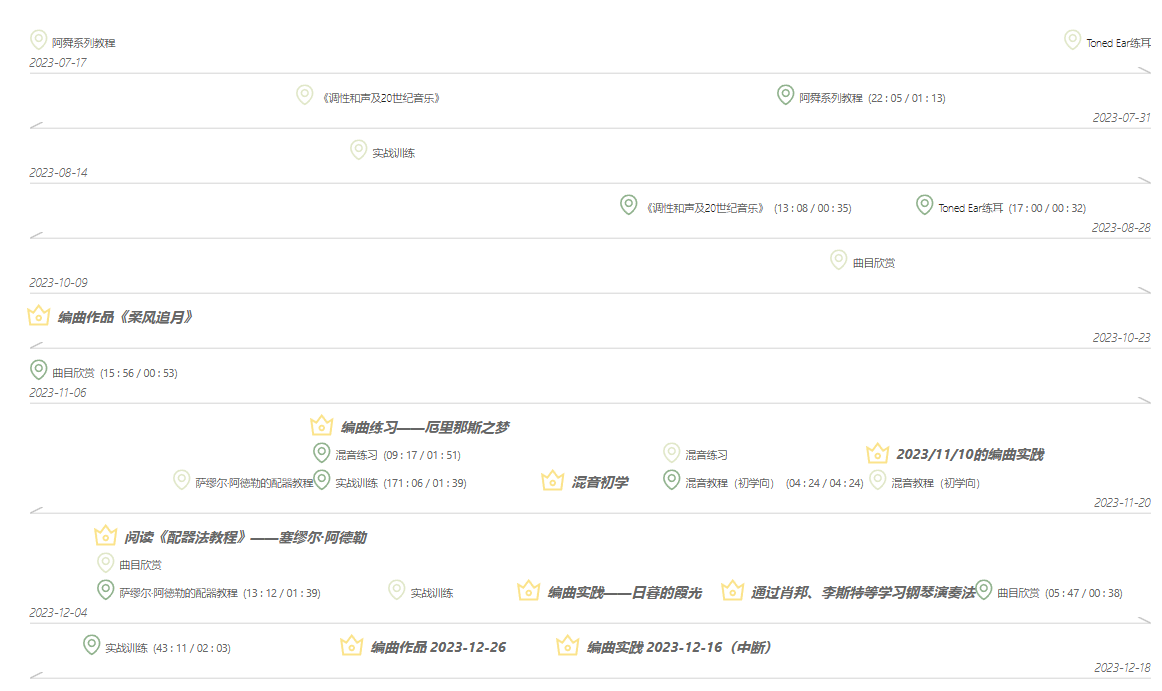 阿舜系列教程
Toned Ear练耳
2023-07-17
《调性和声及20世纪音乐》
阿舜系列教程 (22 : 05 / 01 : 13)
2023-07-31
实战训练
2023-08-14
《调性和声及20世纪音乐》 (13 : 08 / 00 : 35)
Toned Ear练耳 (17 : 00 / 00 : 32)
2023-08-28
曲目欣赏
2023-10-09
编曲作品《柔风追月》
2023-10-23
曲目欣赏 (15 : 56 / 00 : 53)
2023-11-06
编曲练习——厄里那斯之梦
混音练习 (09 : 17 / 01 : 51)
混音练习
2023/11/10的编曲实践
萨缪尔·阿德勒的配器教程
实战训练 (171 : 06 / 01 : 39)
混音初学
混音教程（初学向） (04 : 24 / 04 : 24)
混音教程（初学向）
2023-11-20
阅读《配器法教程》——塞缪尔·阿德勒
曲目欣赏
萨缪尔·阿德勒的配器教程 (13 : 12 / 01 : 39)
实战训练
编曲实践——日暮的霞光
通过肖邦、李斯特等学习钢琴演奏法
曲目欣赏 (05 : 47 / 00 : 38)
2023-12-04
实战训练 (43 : 11 / 02 : 03)
编曲作品 2023-12-26
编曲实践 2023-12-16（中断）
2023-12-18